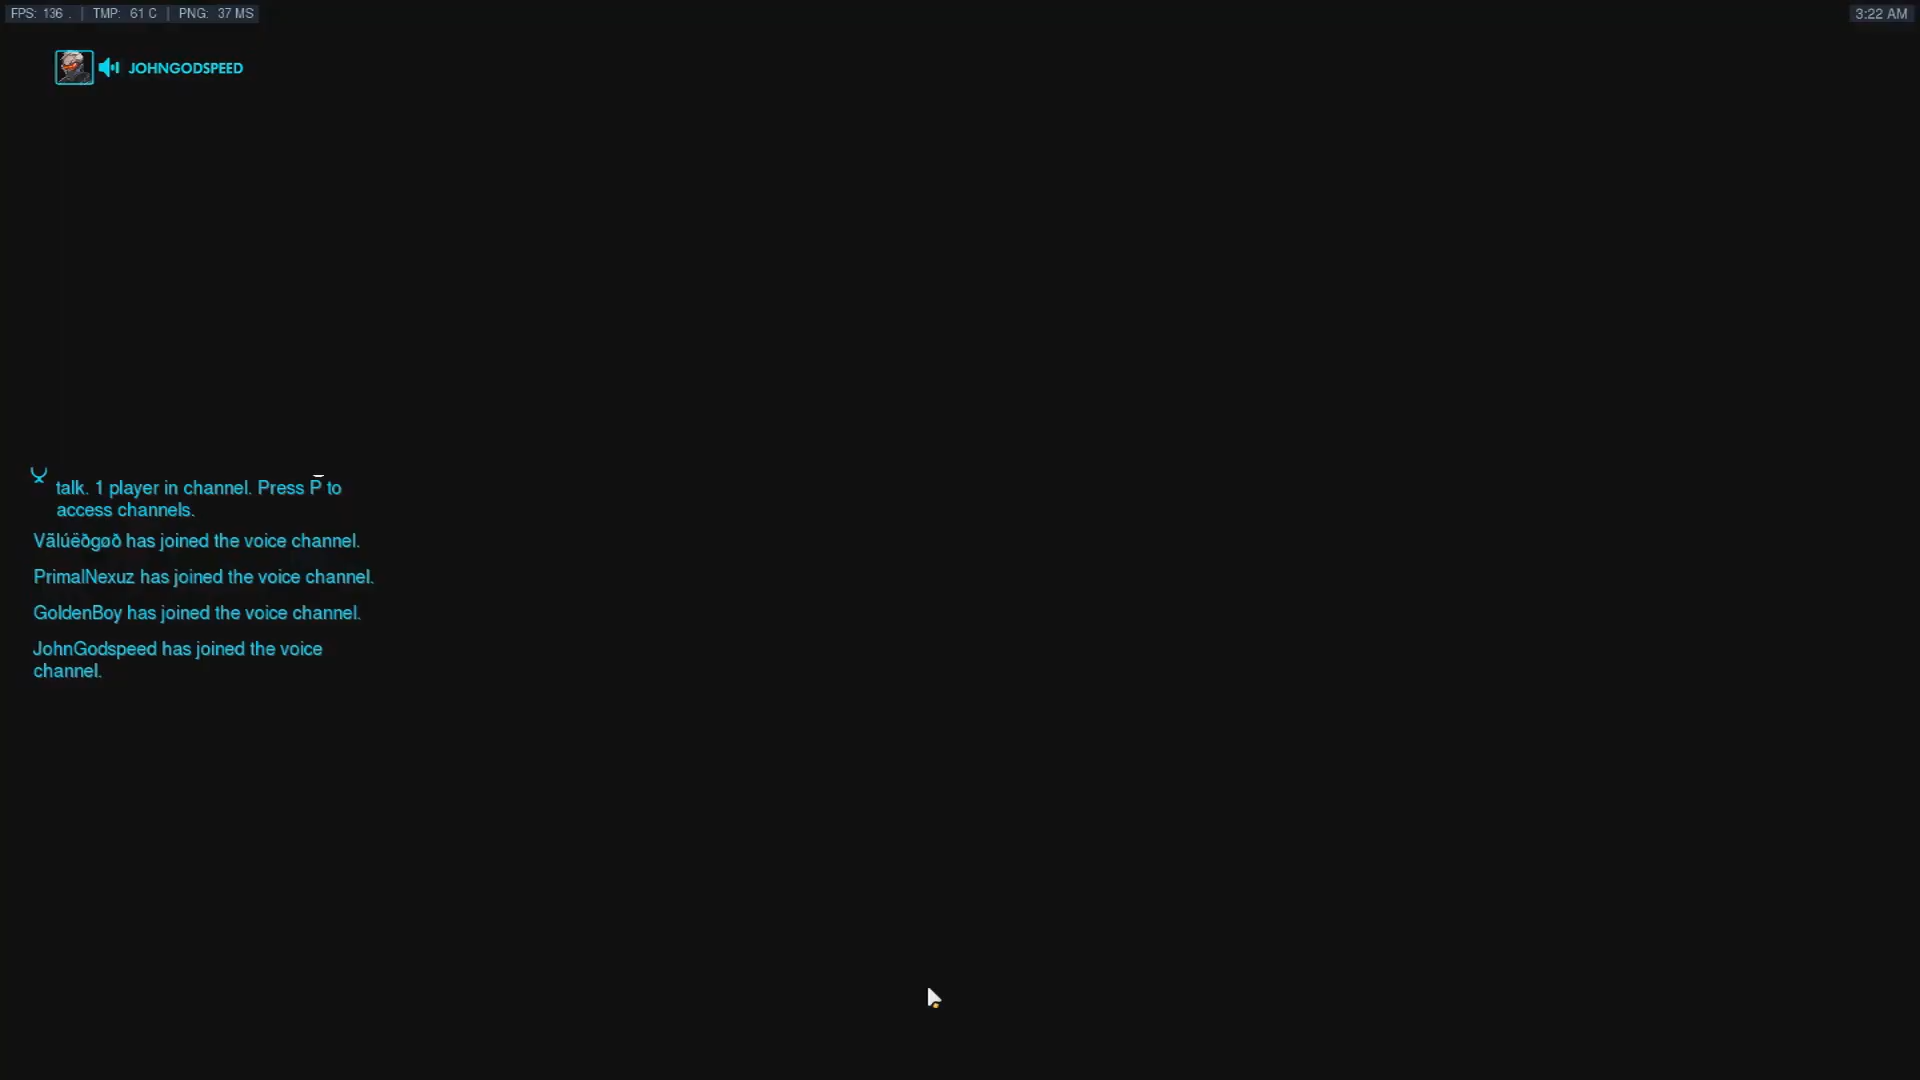 FPS: 136 . | TMP: 61 C | PNG: 37 MS
3:22 AM
JOHNGODSPEED
talk. 1 player in channel. Press P to
access channels.
Välúëðgøð has joined the voice channel.
PrimalNexuz has joined the voice channel.
GoldenBoy has joined the voice channel.
JohnGodspeed has joined the voice
channel.